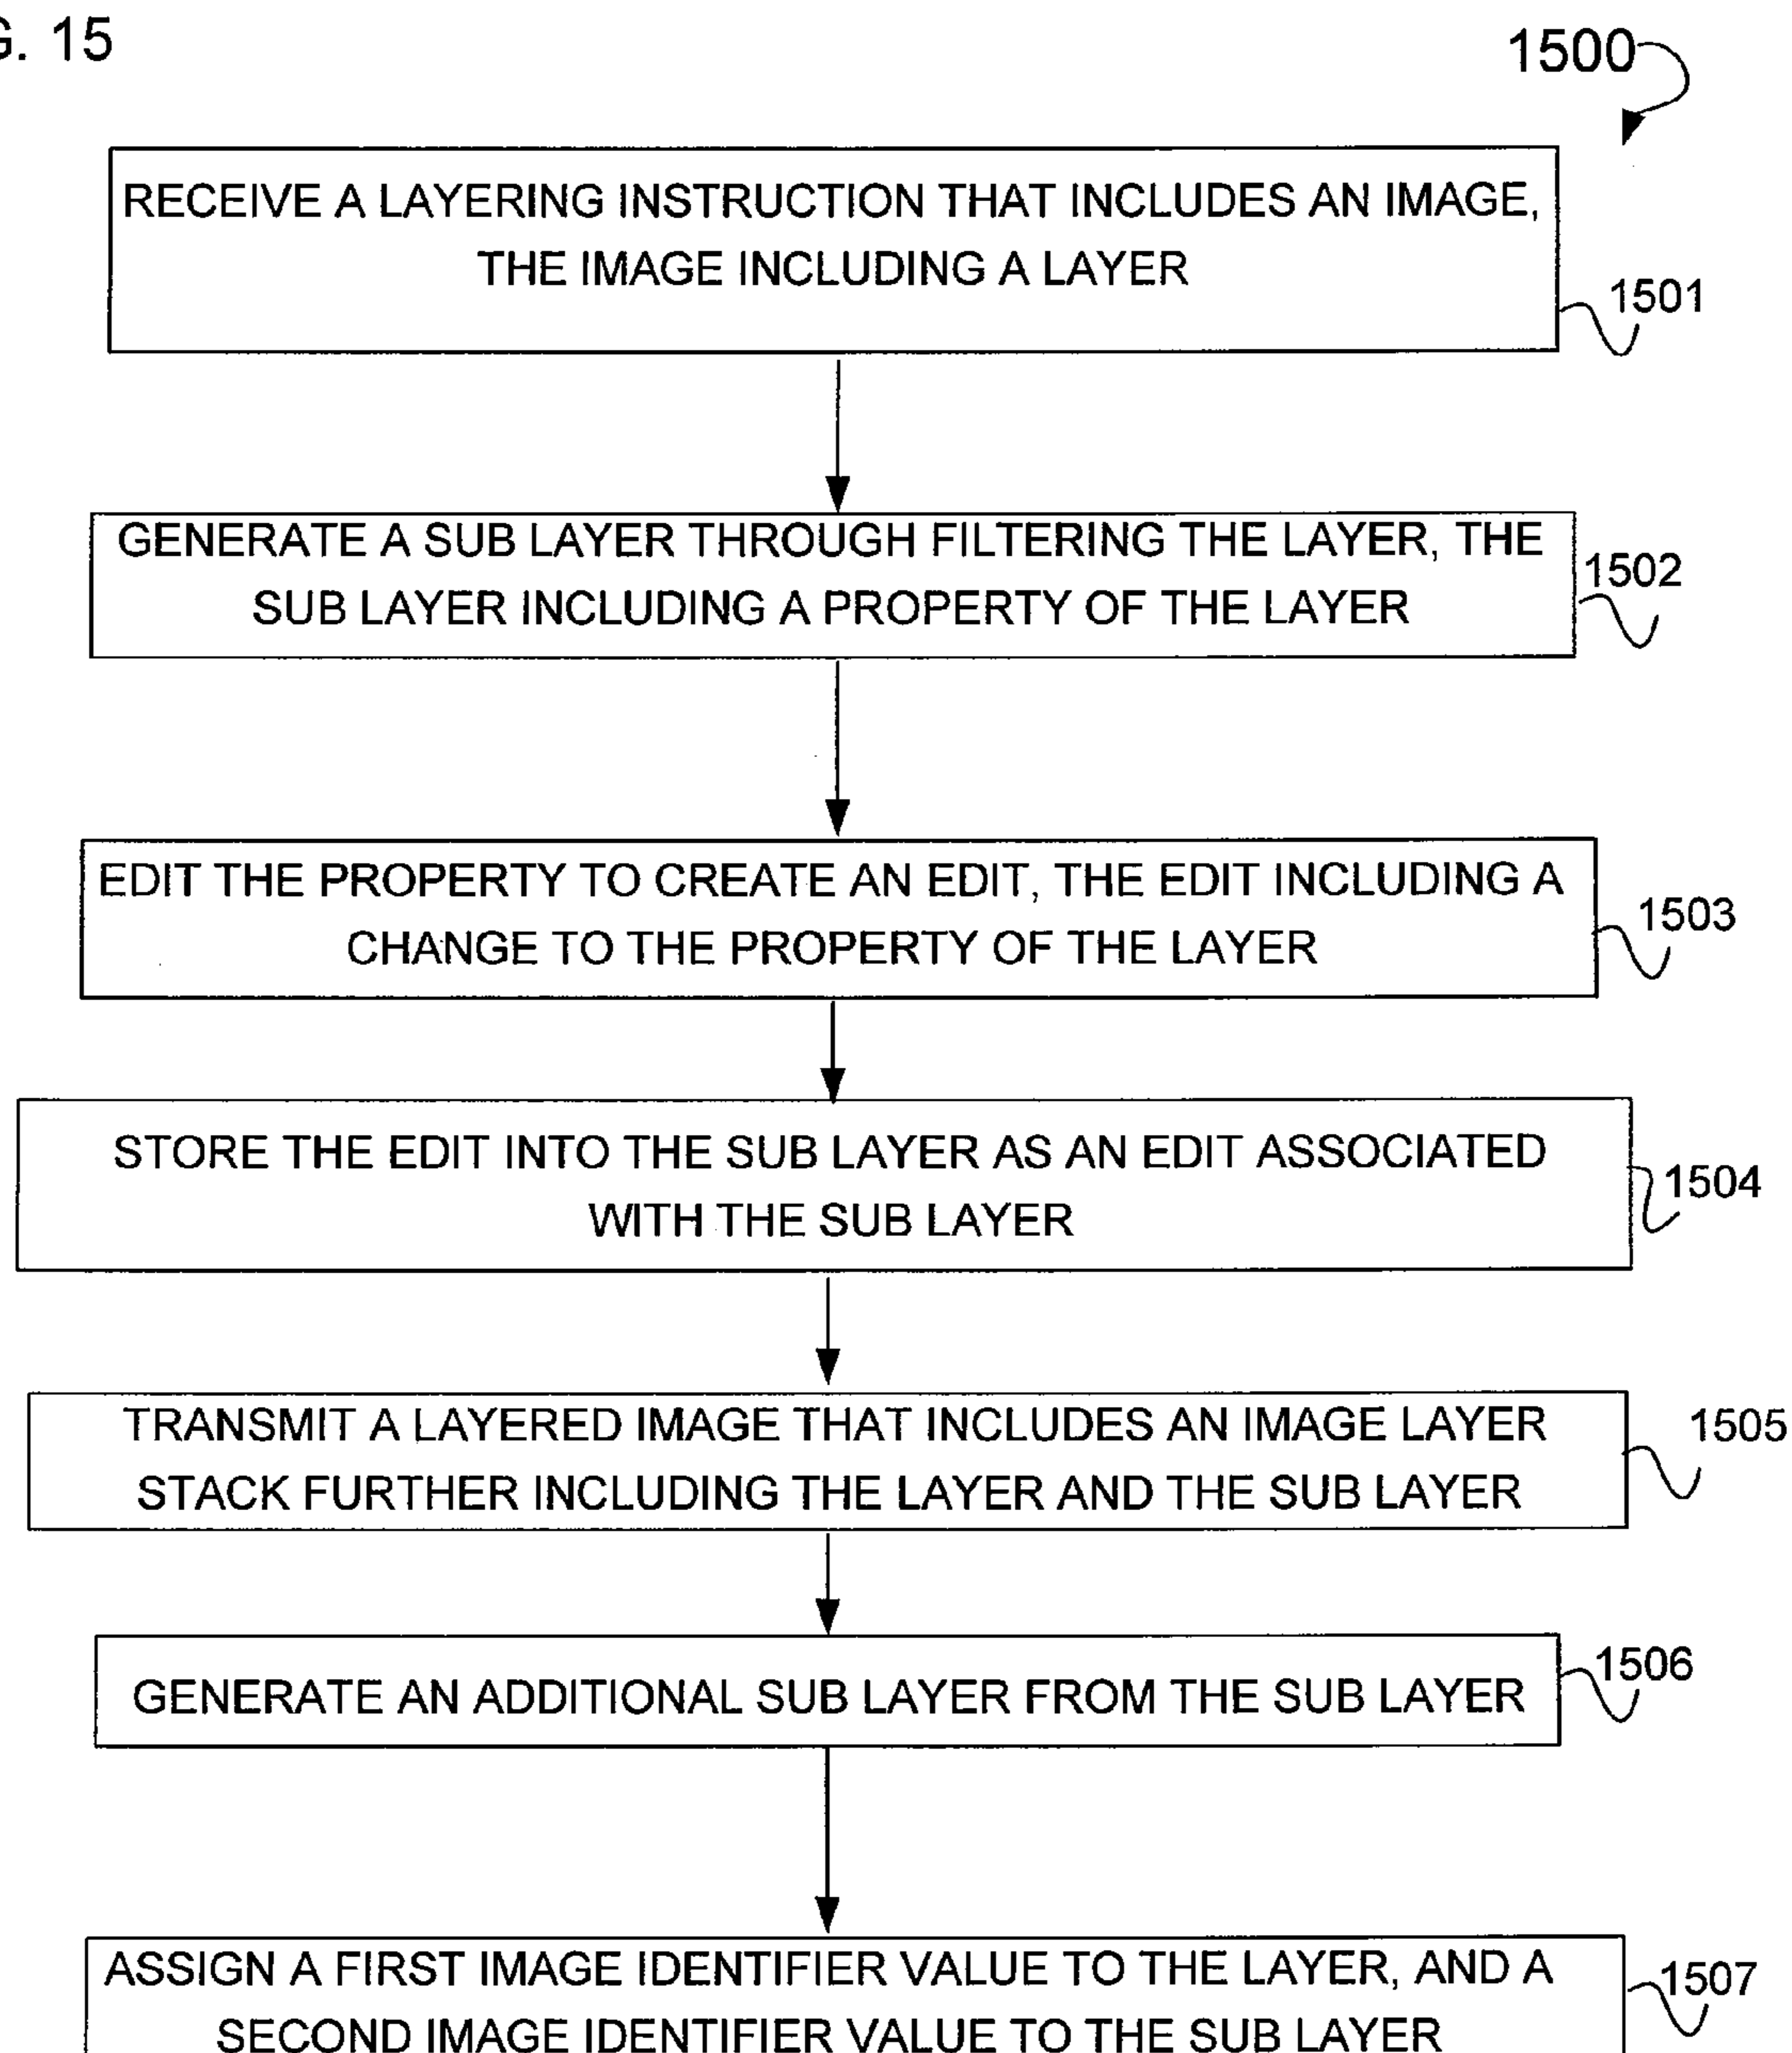 G. 15
1500
RECEIVE A LAYERING INSTRUCTION THAT INCLUDES AN IMAGE,
THE IMAGE INCLUDING A LAYER
1501
GENERATE A SUB LAYER THROUGH FILTERING THE LAYER, THE
SUB LAYER INCLUDING A PROPERTY OF THE LAYER
1502
EDIT THE PROPERTY TO CREATE AN EDIT, THE EDIT INCLUDING A
CHANGE TO THE PROPERTY OF THE LAYER
1503
STORE THE EDIT INTO THE SUB LAYER AS AN EDIT ASSOCIATED
WITH THE SUB LAYER
1504
TRANSMIT A LAYERED IMAGE THAT INCLUDES AN IMAGE LAYER
STACK FURTHER INCLUDING THE LAYER AND THE SUB LAYER
1505
GENERATE AN ADDITIONAL SUB LAYER FROM THE SUB LAYER
1506
ASSIGN A FIRST IMAGE IDENTIFIER VALUE TO THE LAYER, AND A
SECOND IMAGE IDENTIFIER VALUE TO THE SUB LAYER
1507